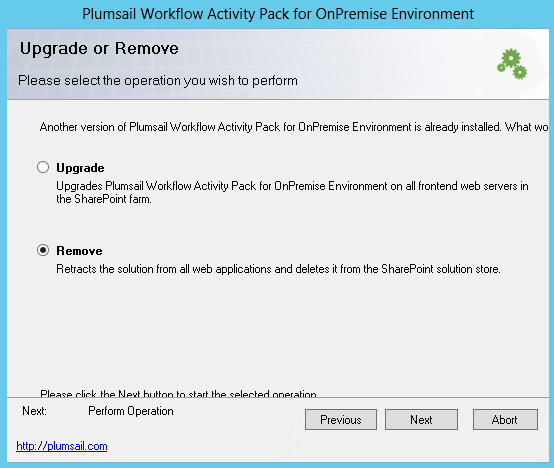 Plumsail Workflow Activity Pack for OnPremise Environment
Upgrade or Remove
Please select the operation you wish to perform
Another version of Plumsail Workflow Activity Pack for OnPremise Environment is already installed. What wo
Upgrade
Upgrades Plumsail Workflow Activity Pack for OnPremise Environment on all frontend web servers in
the SharePoint farm.
Remove
Retracts the solution from all web applications and deletes it from the SharePoint solution store.
Please click the Next button to start the selected operation
Next: Perform Operation
Previous Next Abort
http://plumsail.com